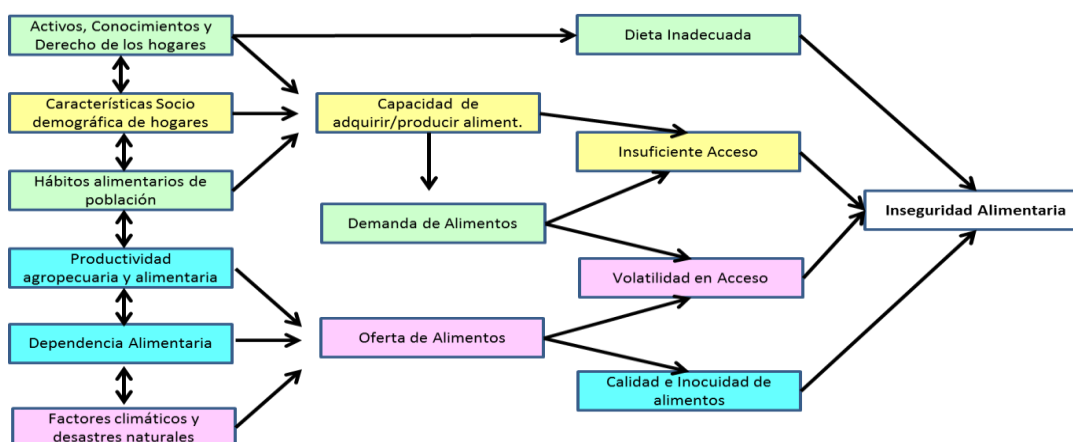 Activos, Conocimientos y
Derecho de los hogares
Dieta Inadecuada
Características Socio
demográfica de hogares
Capacidad de
adquirir/producir aliment.
Insuficiente Acceso
Hábitos alimentarios de
población
Demanda de Alimentos
Inseguridad Alimentaria
Productividad
agropecuaria y alimentaria
Volatilidad en Acceso
Dependencia Alimentaria
Oferta de Alimentos
Calidad e Inocuidad de
alimentos
Factores climáticos y
desastres naturales